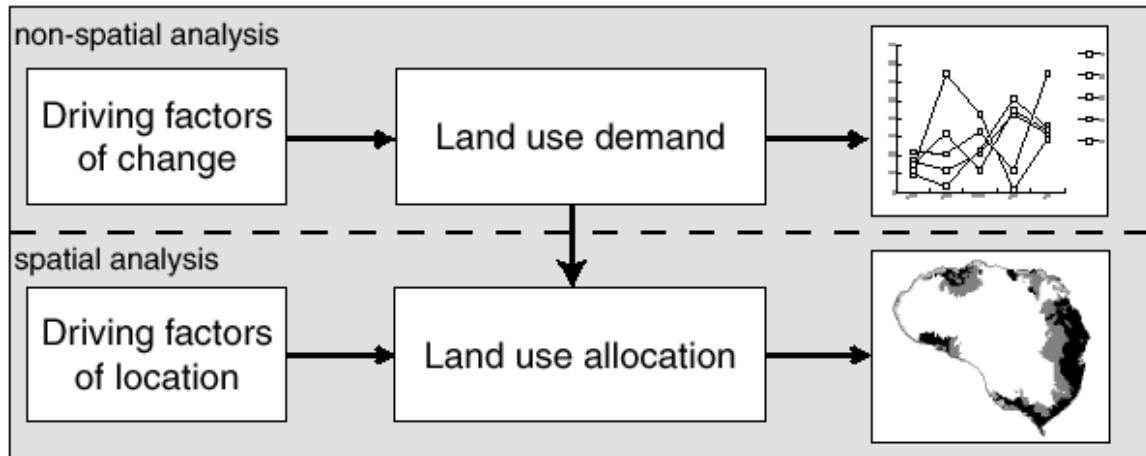 non-spatial analysis
Driving factors
of change
Land use demand
spatial analysis
Driving factors
of location
Land use allocation